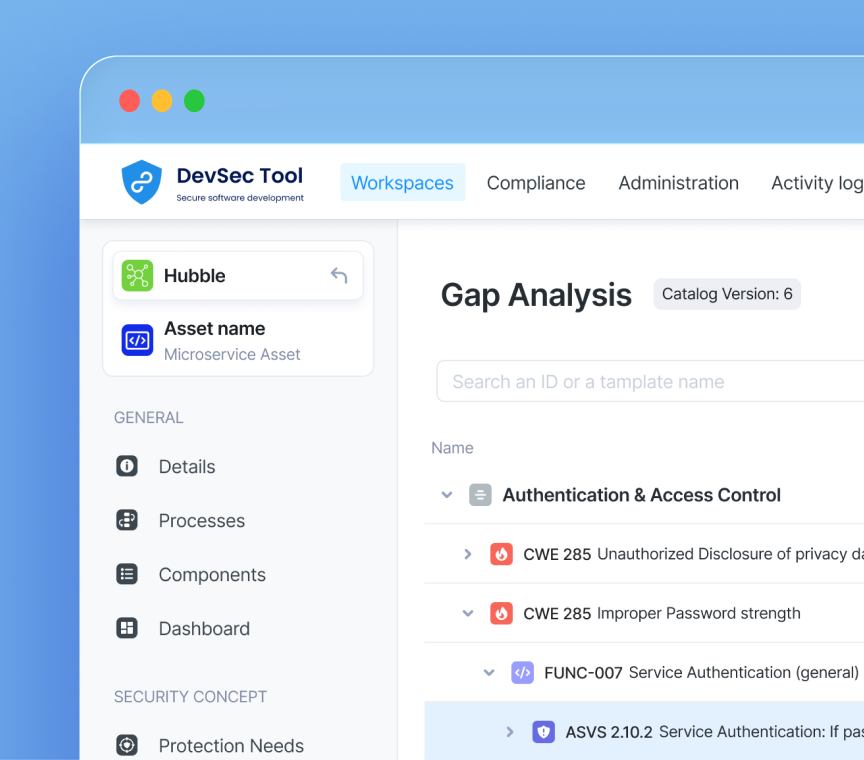 DevSec Tool
Secure software development
Workspaces
Compliance
Administration
Activity log
Hubble
Asset name
Microservice Asset
GENERAL
Details
Processes
Components
Dashboard
SECURITY CONCEPT
Protection Needs
Gap Analysis
Catalog Version: 6
Search an ID or a tamplate name
Name
Authentication & Access Control
CWE 285 Unauthorized Disclosure of privacy da
CWE 285 Improper Password strength
FUNC-007 Service Authentication (general)
ASVS 2.10.2 Service Authentication: If pas